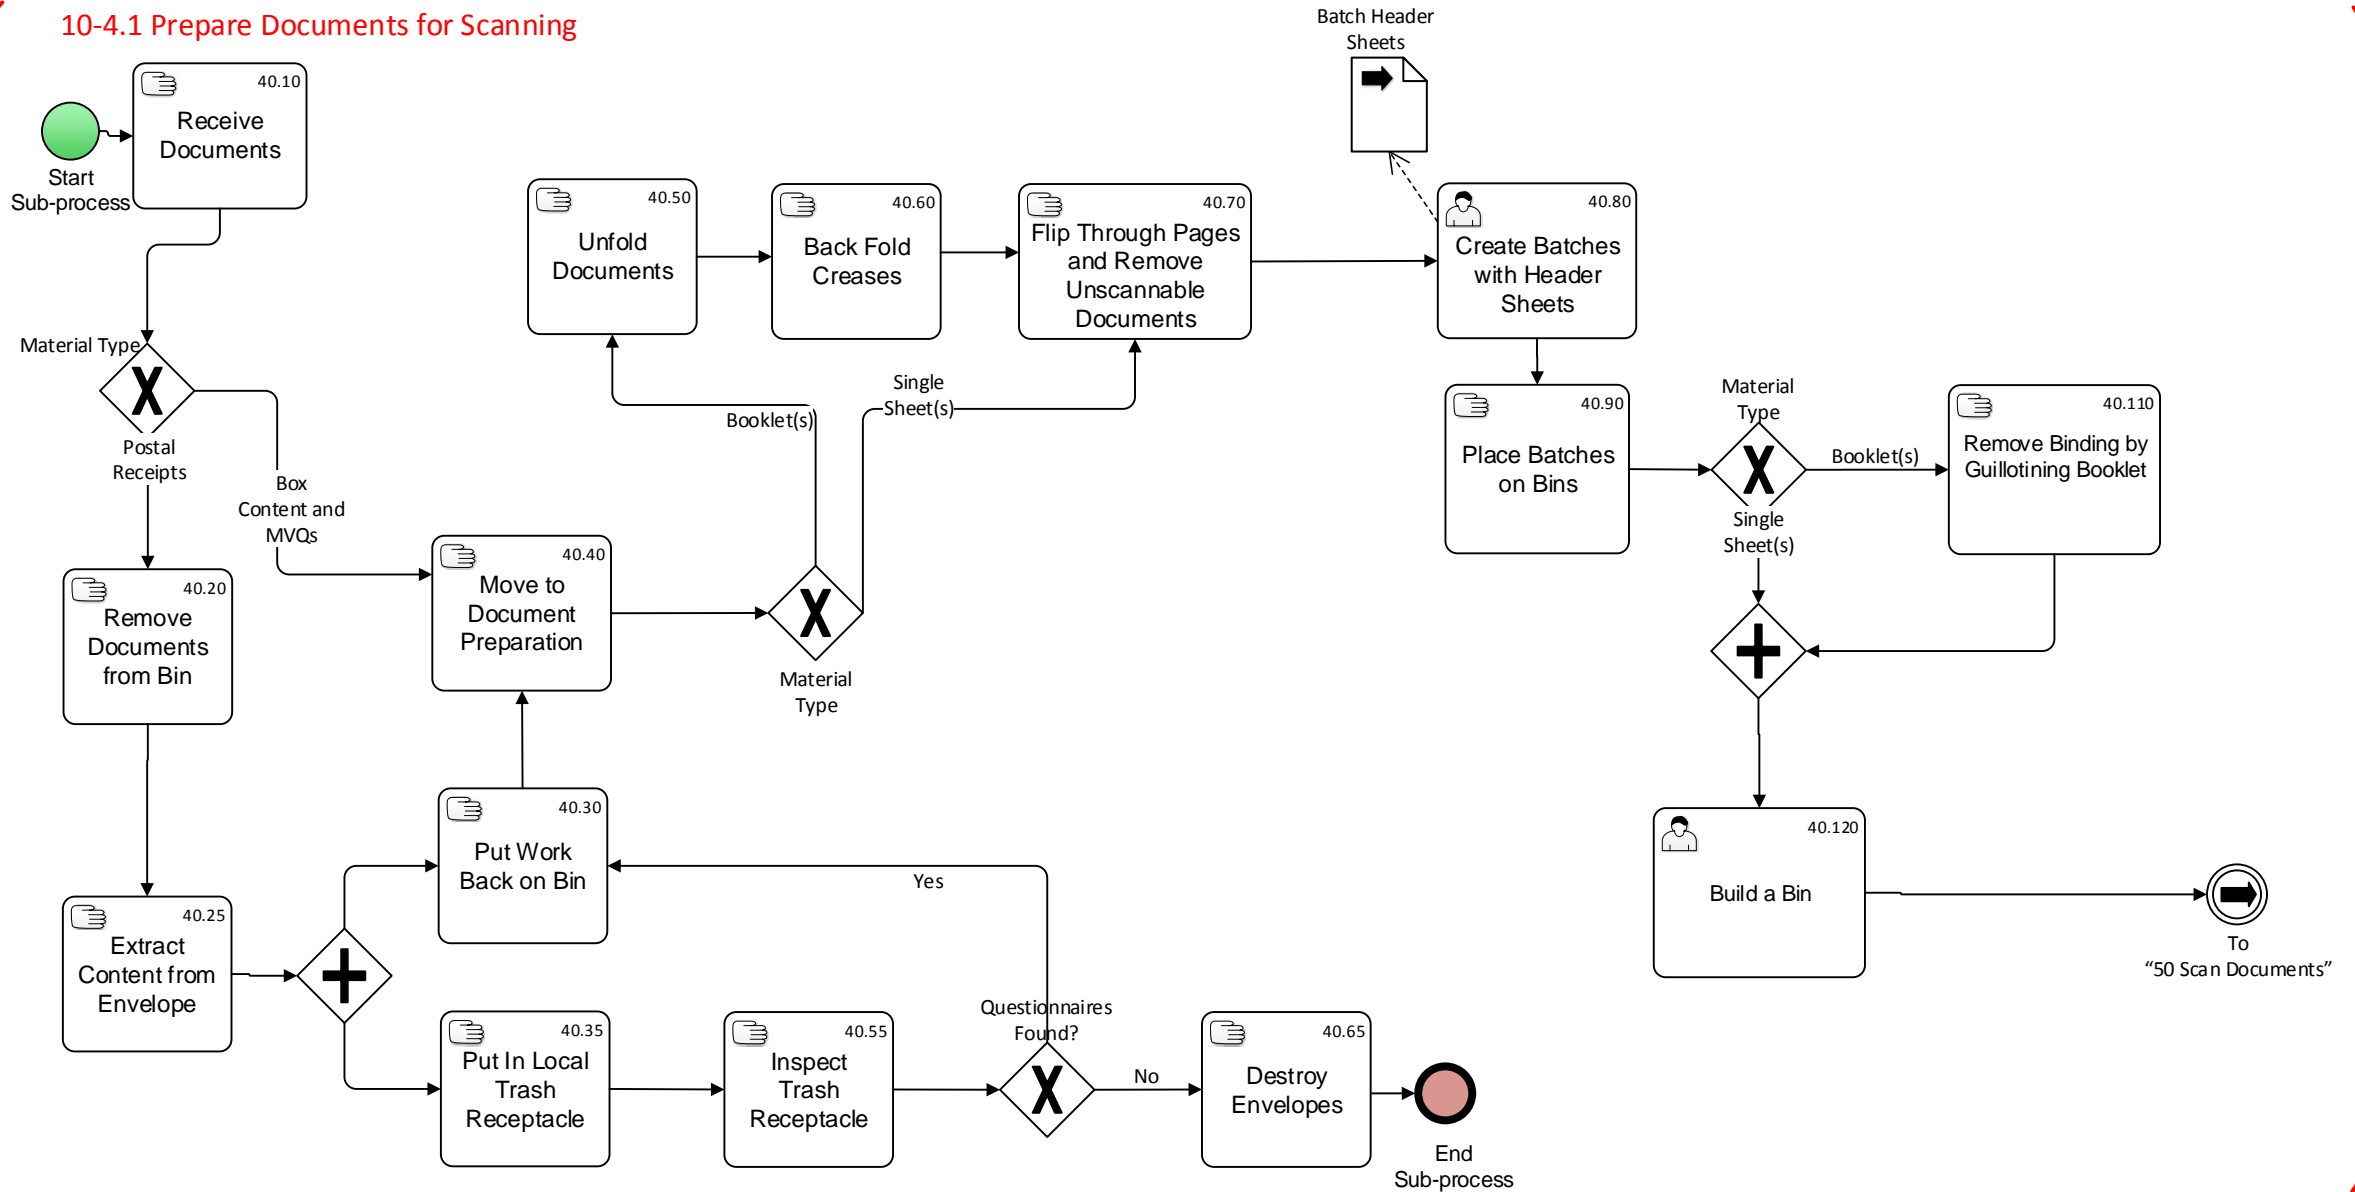 10-4.1 Prepare Documents for Scanning
Batch Header
Sheets
40.10
Receive
Documents
Start
Sub-process
40.50
Unfold
Documents
40.60
Back Fold
Creases
40.70
Flip Through Pages
and Remove
Unscannable
Documents
40.80
Create Batches
with Header
Sheets
Material Type
Postal
Receipts
Box
Content and
MVQs
Booklet(s)
Single
Sheet(s)
40.90
Place Batches
on Bins
Material
Type
Booklet(s)
Single
Sheet(s)
40.110
Remove Binding by
Guillotining Booklet
40.20
Remove
Documents
from Bin
40.40
Move to
Document
Preparation
Material
Type
40.30
Put Work
Back on Bin
Yes
40.120
Build a Bin
To
“50 Scan Documents”
40.25
Extract
Content from
Envelope
40.35
Put In Local
Trash
Receptacle
40.55
Inspect
Trash
Receptacle
Questionnaires
Found?
No
40.65
Destroy
Envelopes
End
Sub-process